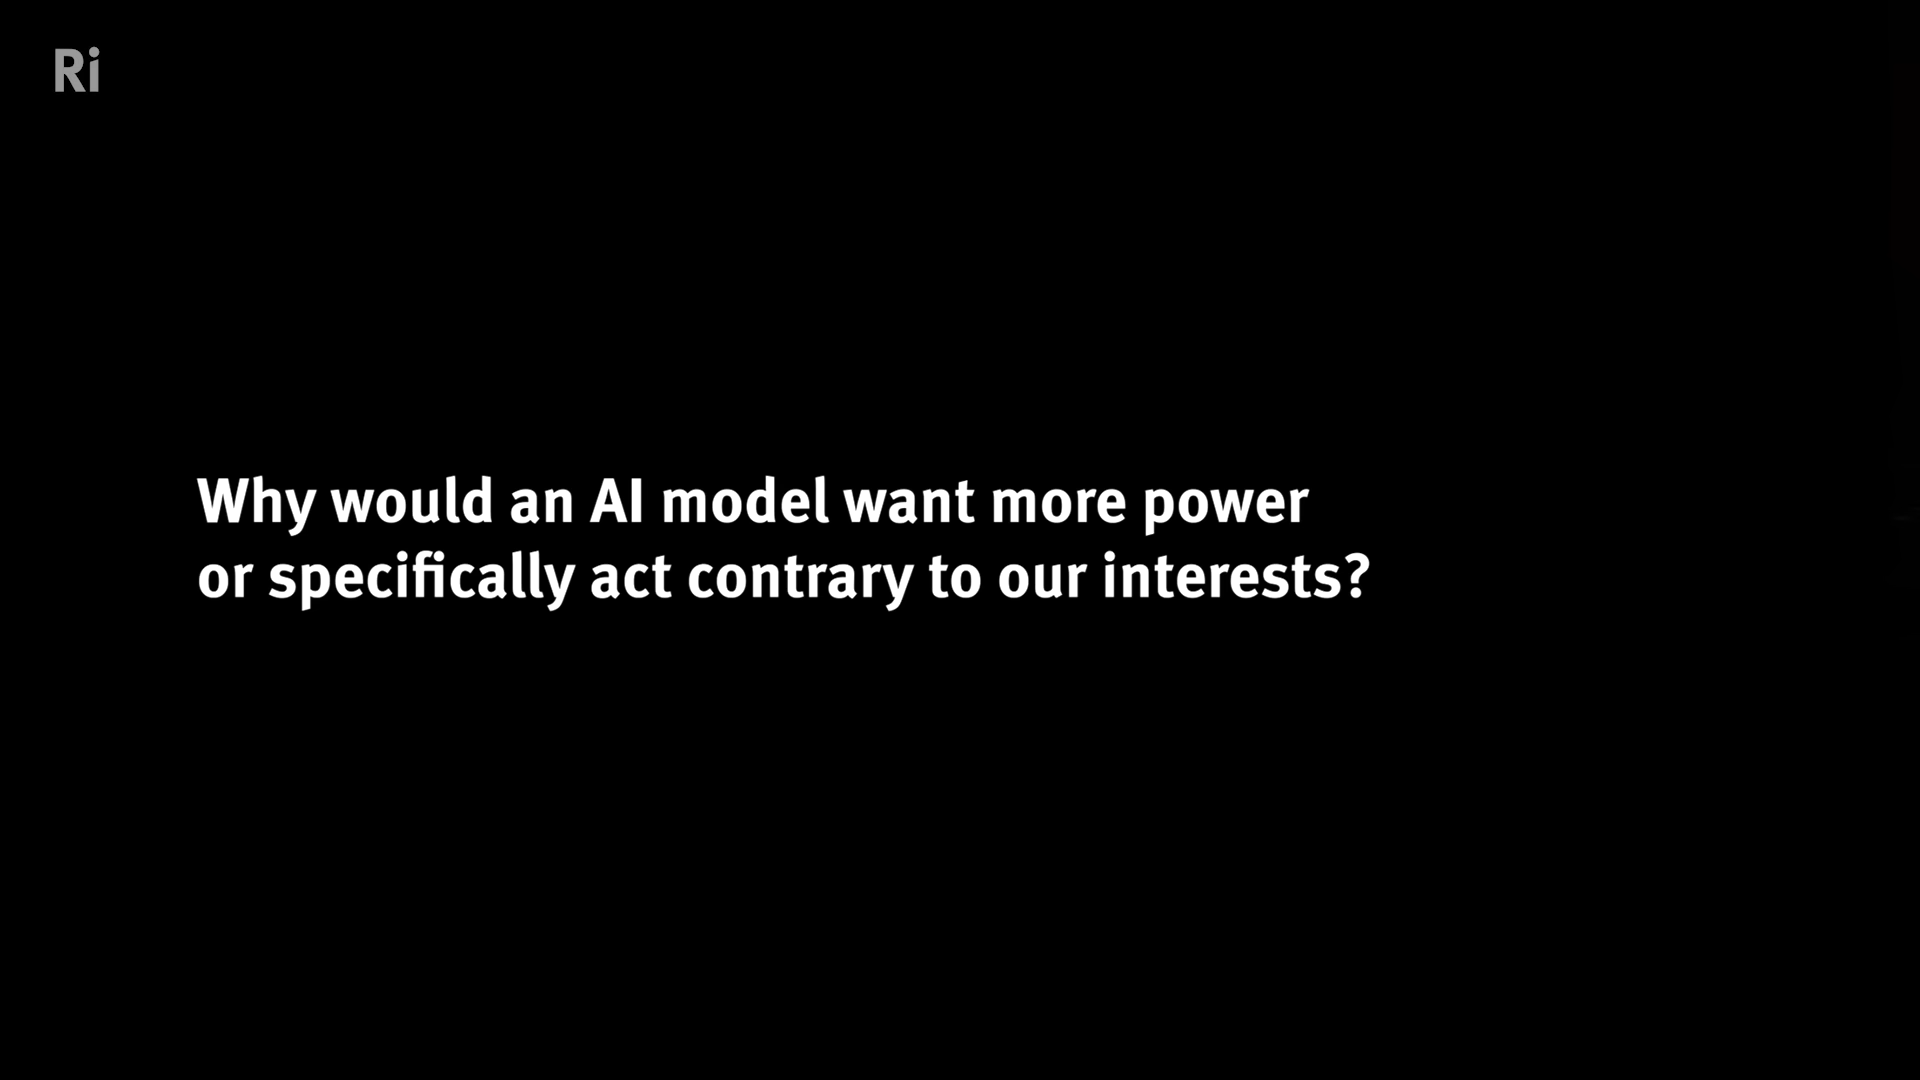 Ri
Why would an AI model want more power
or specifically act contrary to our interests?